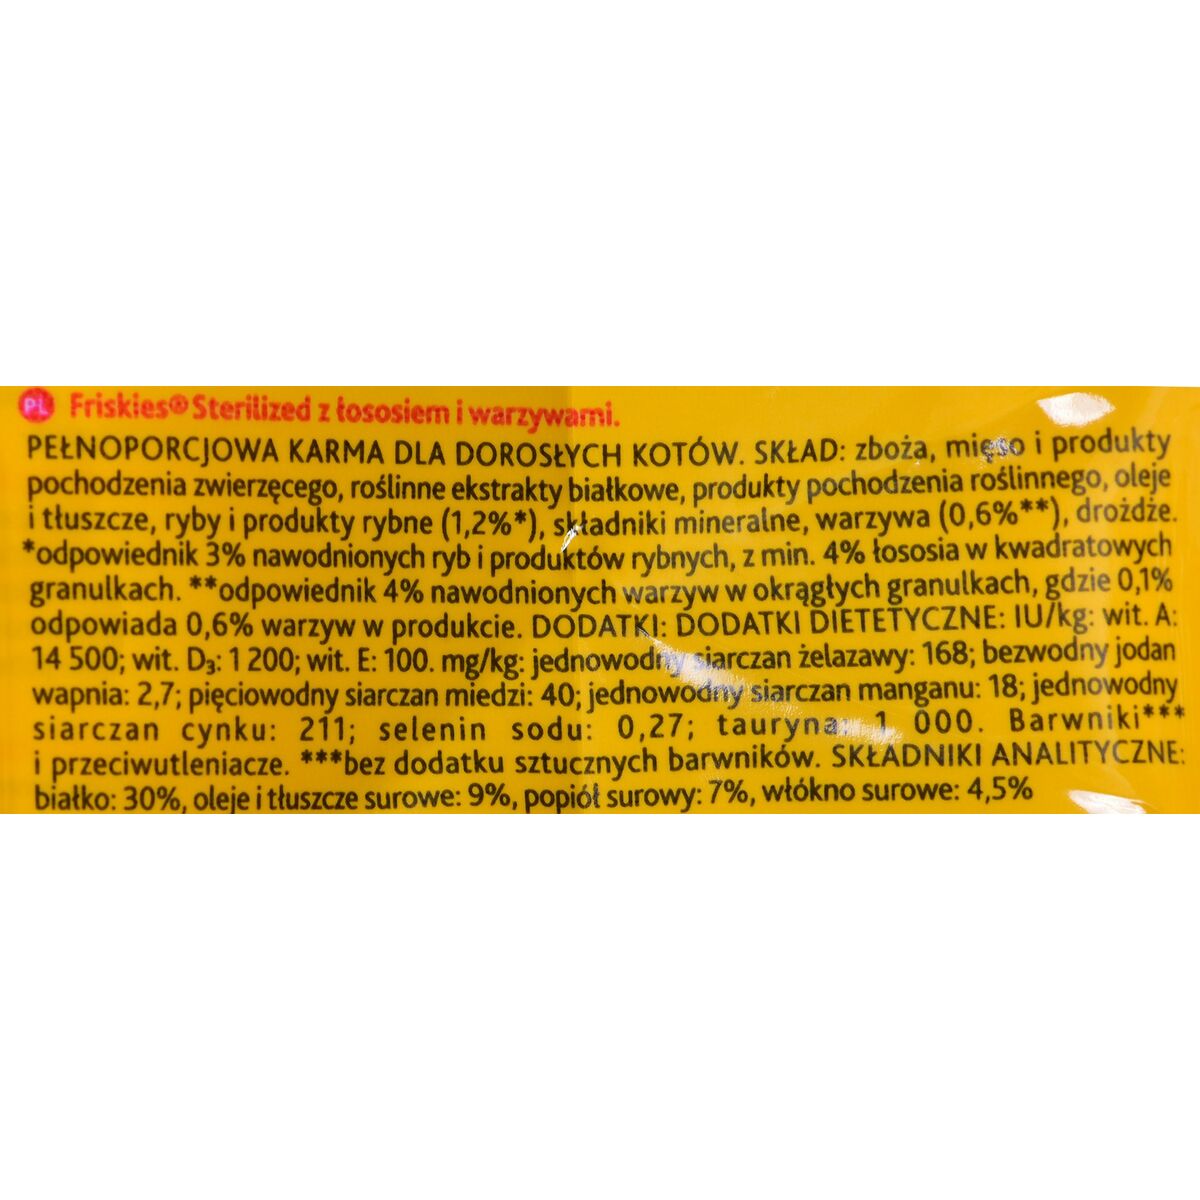 PL Friskies® Sterilized z łososiem i warzywami.
PEŁNOPORCJOWA KARMA DLA DOROSŁYCH KOTÓW. SKŁAD: zboża, mięso i produkty
pochodzenia zwierzęcego, roślinne ekstrakty białkowe, produkty pochodzenia roślinnego, oleje
i tłuszcze, ryby i produkty rybne (1,2%*), składniki mineralne, warzywa (0,6%**), drożdże.
*odpowiednik 3% nawodnionych ryb i produktów rybnych, z min. 4% łososia w kwadratowych
granulkach. **odpowiednik 4% nawodnionych warzyw w okrągłych granulkach, gdzie 0,1%
odpowiada 0,6% warzyw w produkcie. DODATKI: DODATKI DIETETYCZNE: IU/kg: wit. A:
14 500; wit. D₃: 1 200; wit. E: 100. mg/kg: jednowodny siarczan żelazawy: 168; bezwodny jodan
wapnia: 2,7; pięciowodny siarczan miedzi: 40; jednowodny siarczan manganu: 18; jednowodny
siarczan cynku: 211; selenin sodu: 0,27; tauryna: 1 000. Barwniki***
i przeciwutleniacze. ***bez dodatku sztucznych barwników. SKŁADNIKI ANALITYCZNE:
białko: 30%, oleje i tłuszcze surowe: 9%, popiół surowy: 7%, włókno surowe: 4,5%